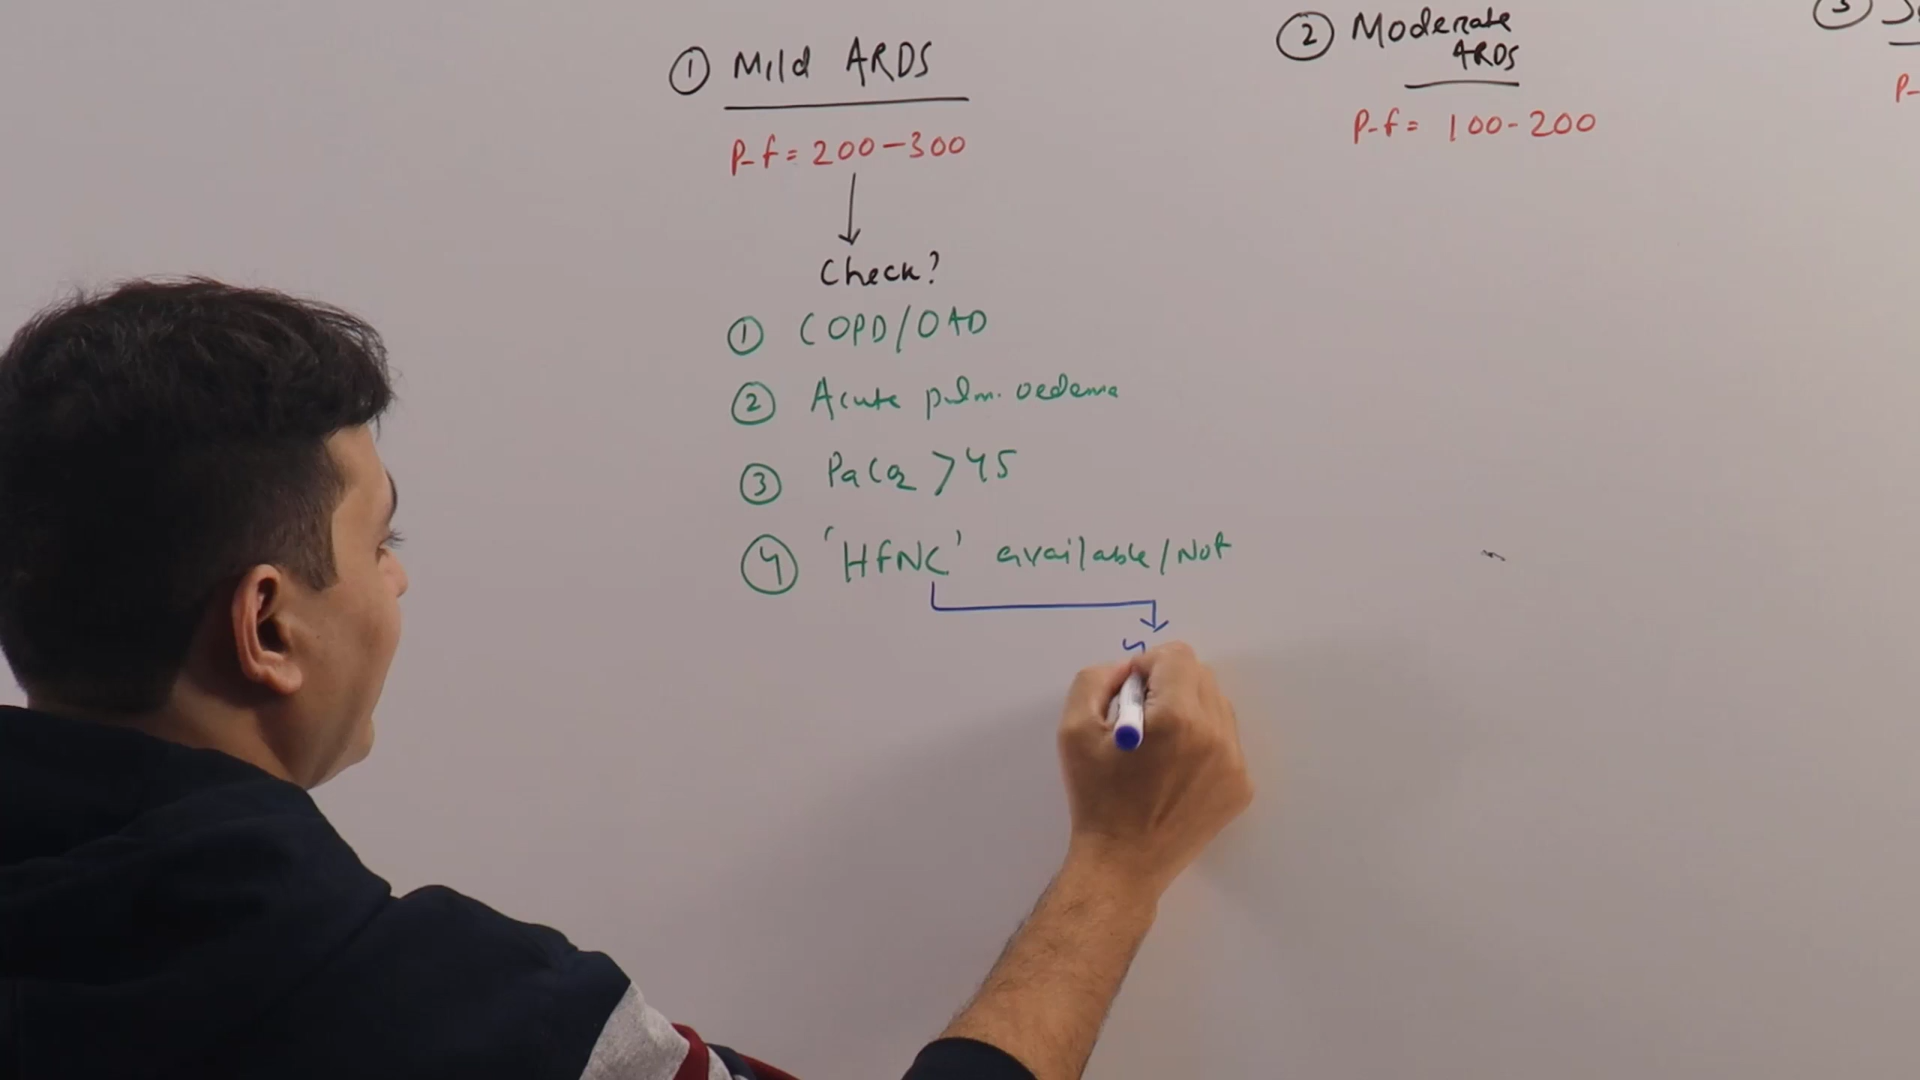 ① Mild ARDS
P-f = 200-300
Check?
① COPD/OAD
② Acute pulm. oedema
③ PaCO2 >45
④ 'HFNC' available/Not
② Moderate
ARDS
P-f = 100-200
③
P-